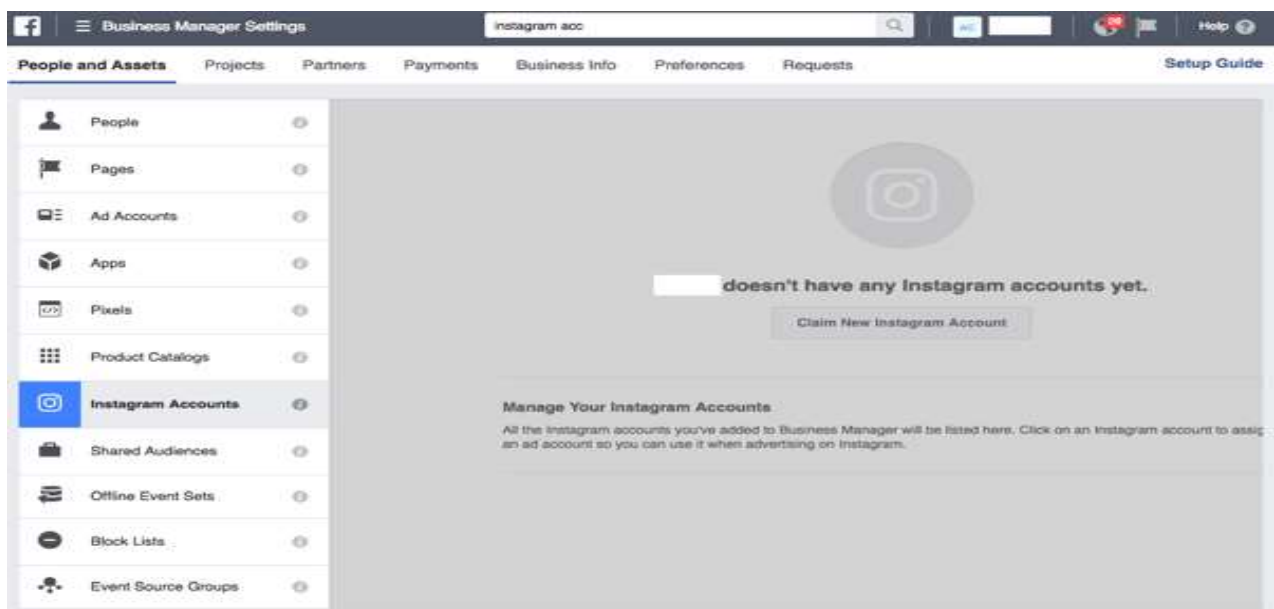 Business Manager Settings
instagram acc
Help
People and Assets Projects Partners Payments Business Info Preferences Requests Setup Guide
People
Pages
Ad Accounts
Apps
Pixels
Product Catalogs
Instagram Accounts
Shared Audiences
Offline Event Sets
Block Lists
Event Source Groups
doesn't have any Instagram accounts yet.
Claim New Instagram Account
Manage Your Instagram Accounts
All the Instagram accounts you've added to Business Manager will be listed here. Click on an Instagram account to assig
an ad account so you can use it when advertising on Instagram.